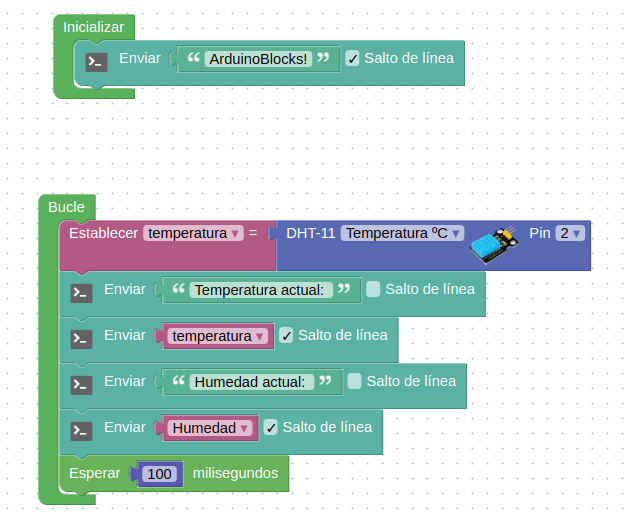 Inicializar
Enviar “ ArduinoBlocks! ” Salto de línea
Bucle
Establecer temperatura = DHT-11 Temperatura ºC Pin 2
Enviar “ Temperatura actual: ” Salto de línea
Enviar temperatura Salto de línea
Enviar “ Humedad actual: ” Salto de línea
Enviar Humedad Salto de línea
Esperar 100 milisegundos